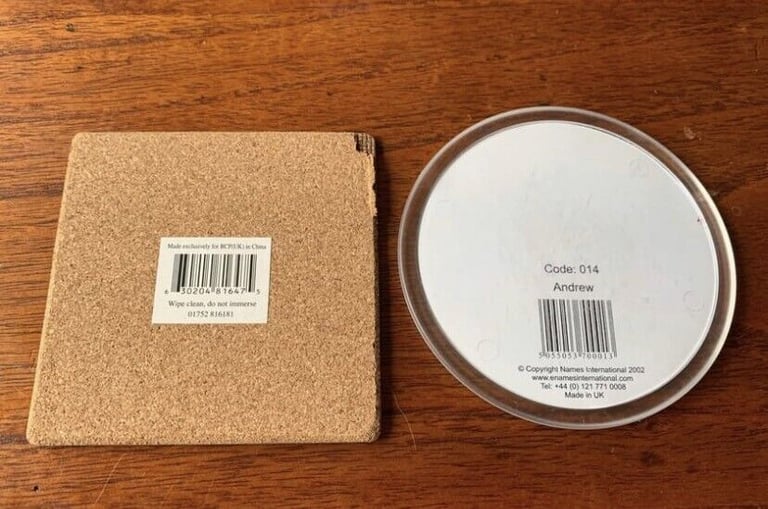 Made exclusively for BCP(UK) in China
6 30204 81647 5
Wipe clean, do not immerse
01752 816181
Code: 014
Andrew
5 055053 700013
© Copyright Names International 2002
www.enamesinternational.com
Tel: +44 (0) 121 771 0008
Made in UK